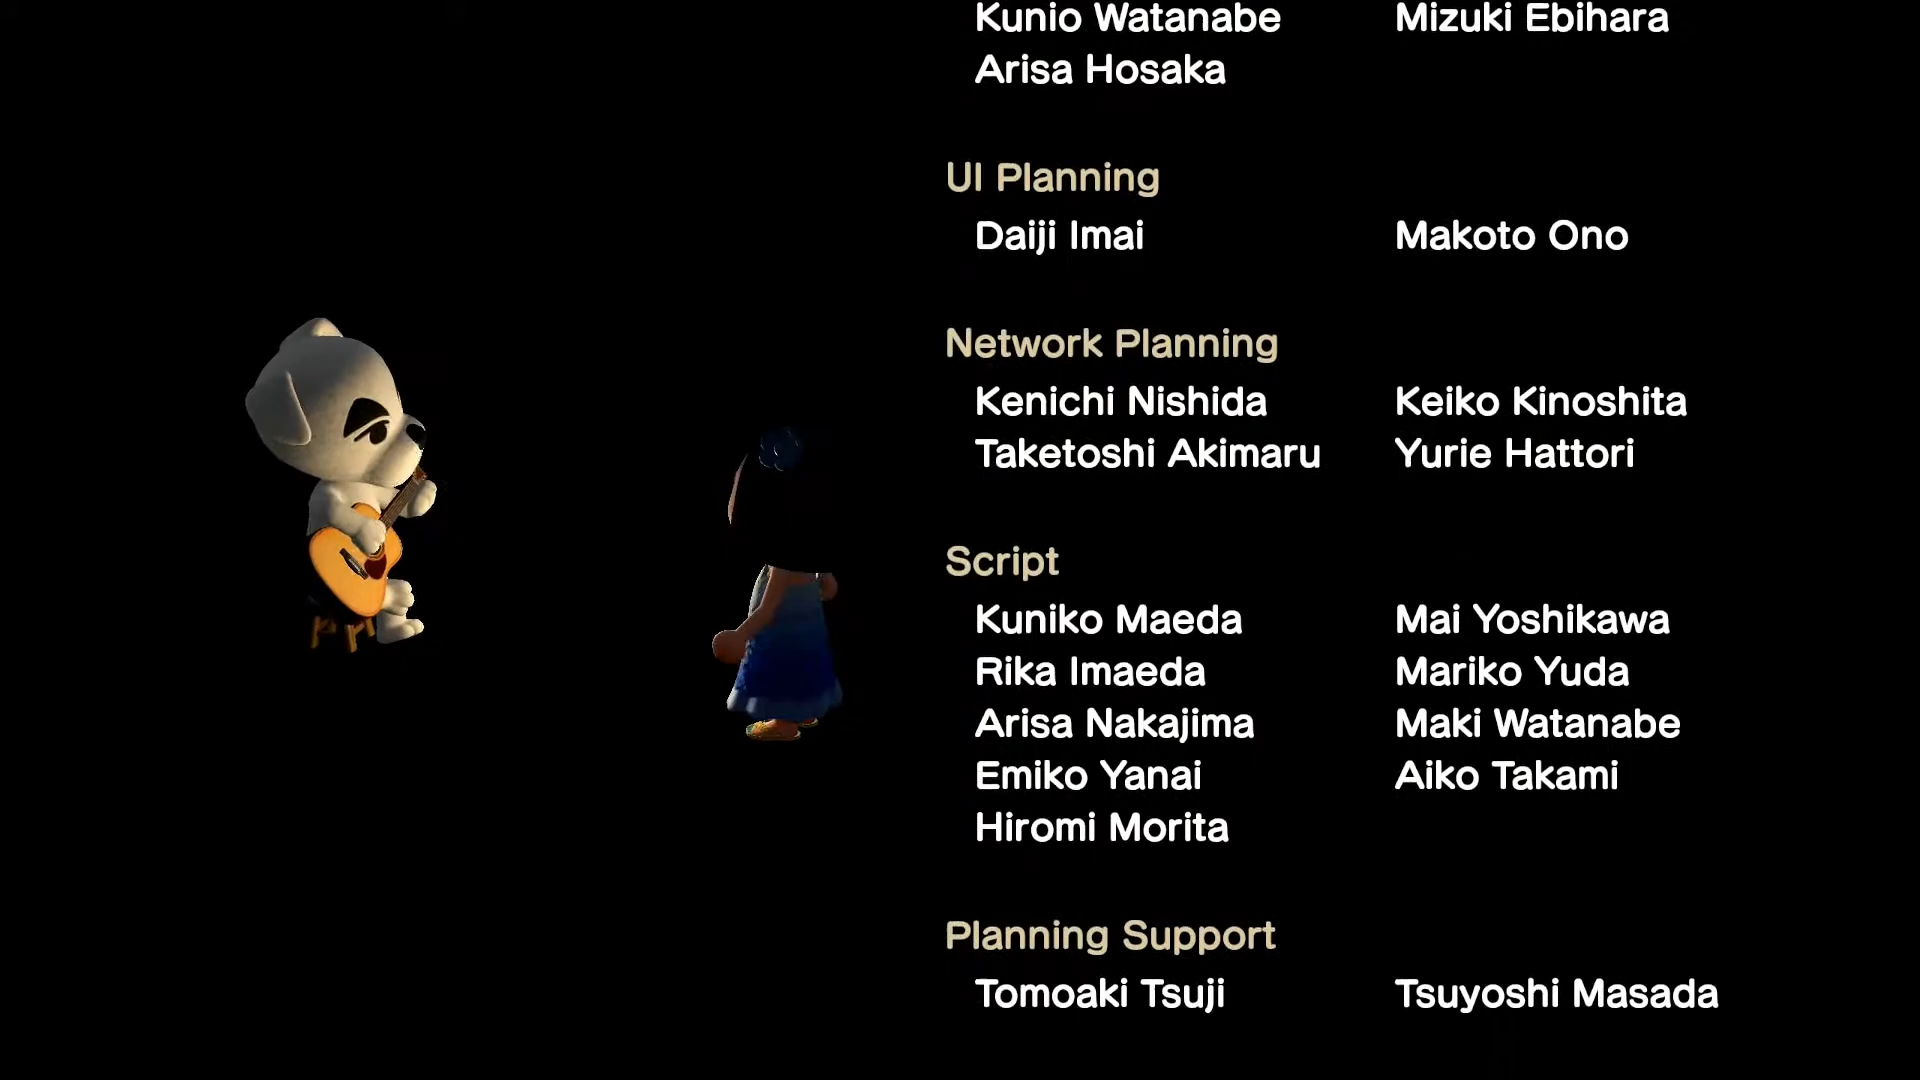 Kunio Watanabe Mizuki Ebihara
Arisa Hosaka
UI Planning
Daiji Imai Makoto Ono
Network Planning
Kenichi Nishida Keiko Kinoshita
Taketoshi Akimaru Yurie Hattori
Script
Kuniko Maeda Mai Yoshikawa
Rika Imaeda Mariko Yuda
Arisa Nakajima Maki Watanabe
Emiko Yanai Aiko Takami
Hiromi Morita
Planning Support
Tomoaki Tsuji Tsuyoshi Masada